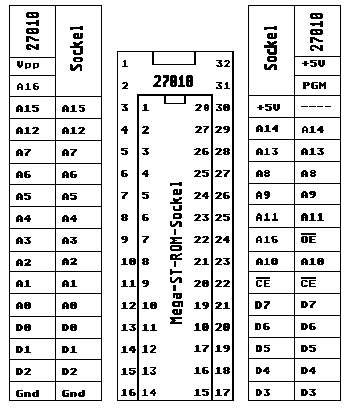 27010 Sockel
Vpp
A16
A15 A15
A12 A12
A7 A7
A6 A6
A5 A5
A4 A4
A3 A3
A2 A2
A1 A1
A0 A0
D0 D0
D1 D1
D2 D2
Gnd Gnd
27010
Mega-ST-ROM-Sockel
1 32
2 31
3 1 28 30
4 2 27 29
5 3 26 28
6 4 25 27
7 5 24 26
8 6 23 25
9 7 22 24
10 8 21 23
11 9 20 22
12 10 19 21
13 11 18 20
14 12 17 19
15 13 16 18
16 14 15 17
Sockel 27010
+5V
PGM
+5V ----
A14 A14
A13 A13
A8 A8
A9 A9
A11 A11
A16 OE
A10 A10
CE CE
D7 D7
D6 D6
D5 D5
D4 D4
D3 D3